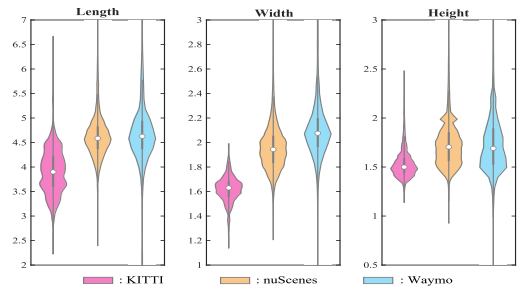 Length Width Height
7 3 3
6.5 2.8
6 2.6 2.5
5.5 2.4
5 2.2 2
4.5 2
4 1.8 1.5
3.5 1.6
3 1.4 1
2.5 1.2
2 1 0.5
: KITTI : nuScenes : Waymo